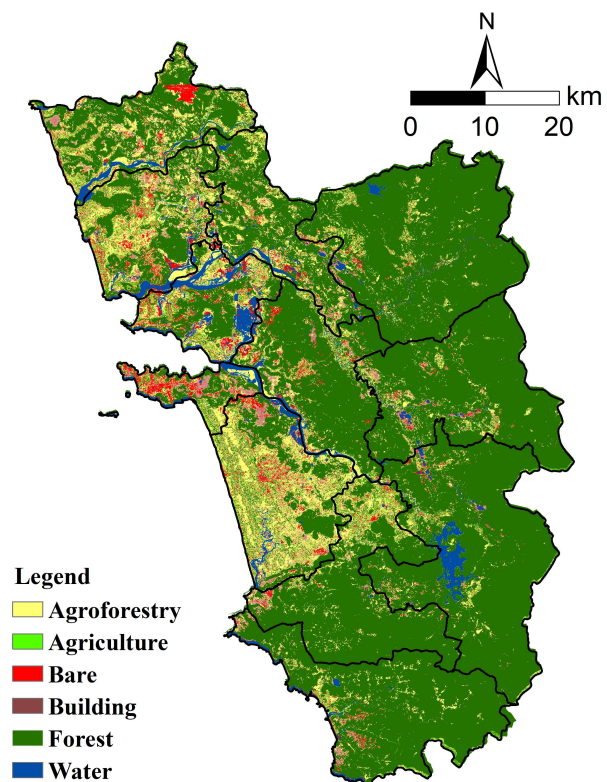 N
km
0 10 20
Legend
Agroforestry
Agriculture
Bare
Building
Forest
Water